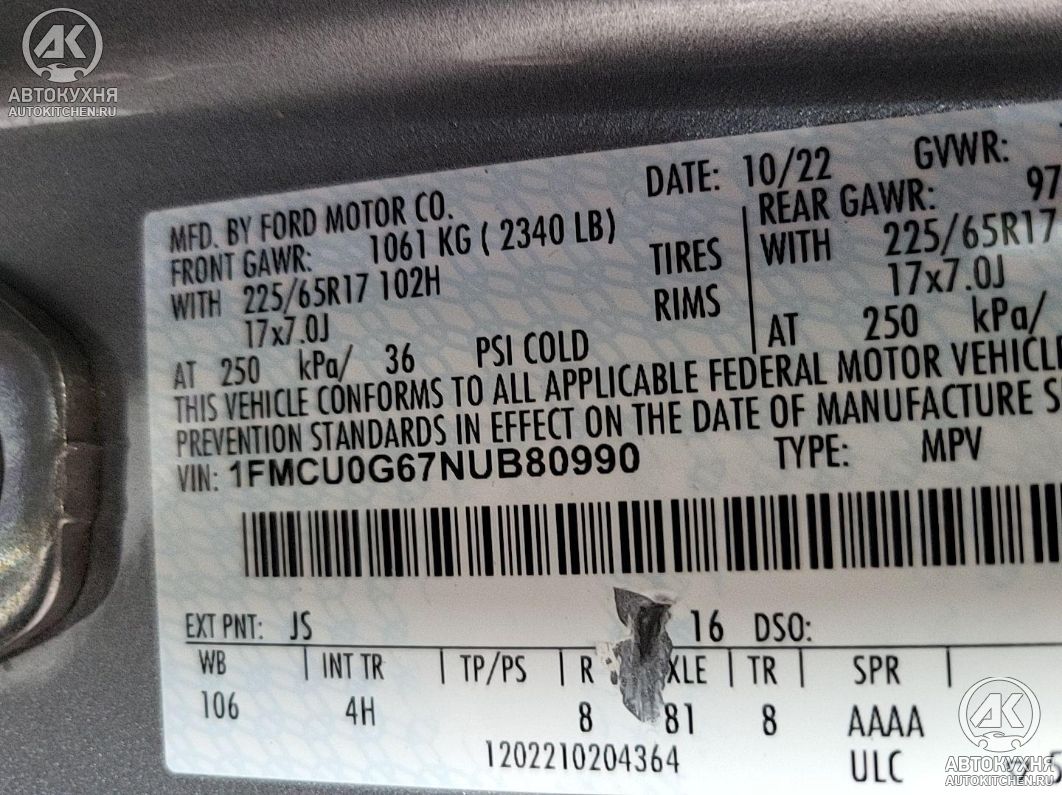 АК
АВТОКУХНЯ
AUTOKITCHEN.RU
MFD. BY FORD MOTOR CO. DATE: 10/22 GVWR:
FRONT GAWR: 1061 KG ( 2340 LB) REAR GAWR: 97
WITH 225/65R17 102H TIRES WITH 225/65R17
17x7.0J RIMS 17x7.0J
AT 250 kPa/ 36 PSI COLD AT 250 kPa/
THIS VEHICLE CONFORMS TO ALL APPLICABLE FEDERAL MOTOR VEHICLE
PREVENTION STANDARDS IN EFFECT ON THE DATE OF MANUFACTURE S
VIN: 1FMCU0G67NUB80990 TYPE: MPV
EXT PNT: JS 16 DSO:
WB INT TR TP/PS R XLE TR SPR
106 4H 8 81 8 AAAA
1202210204364 ULC 5
АК
АВТОКУХНЯ
AUTOKITCHEN.RU